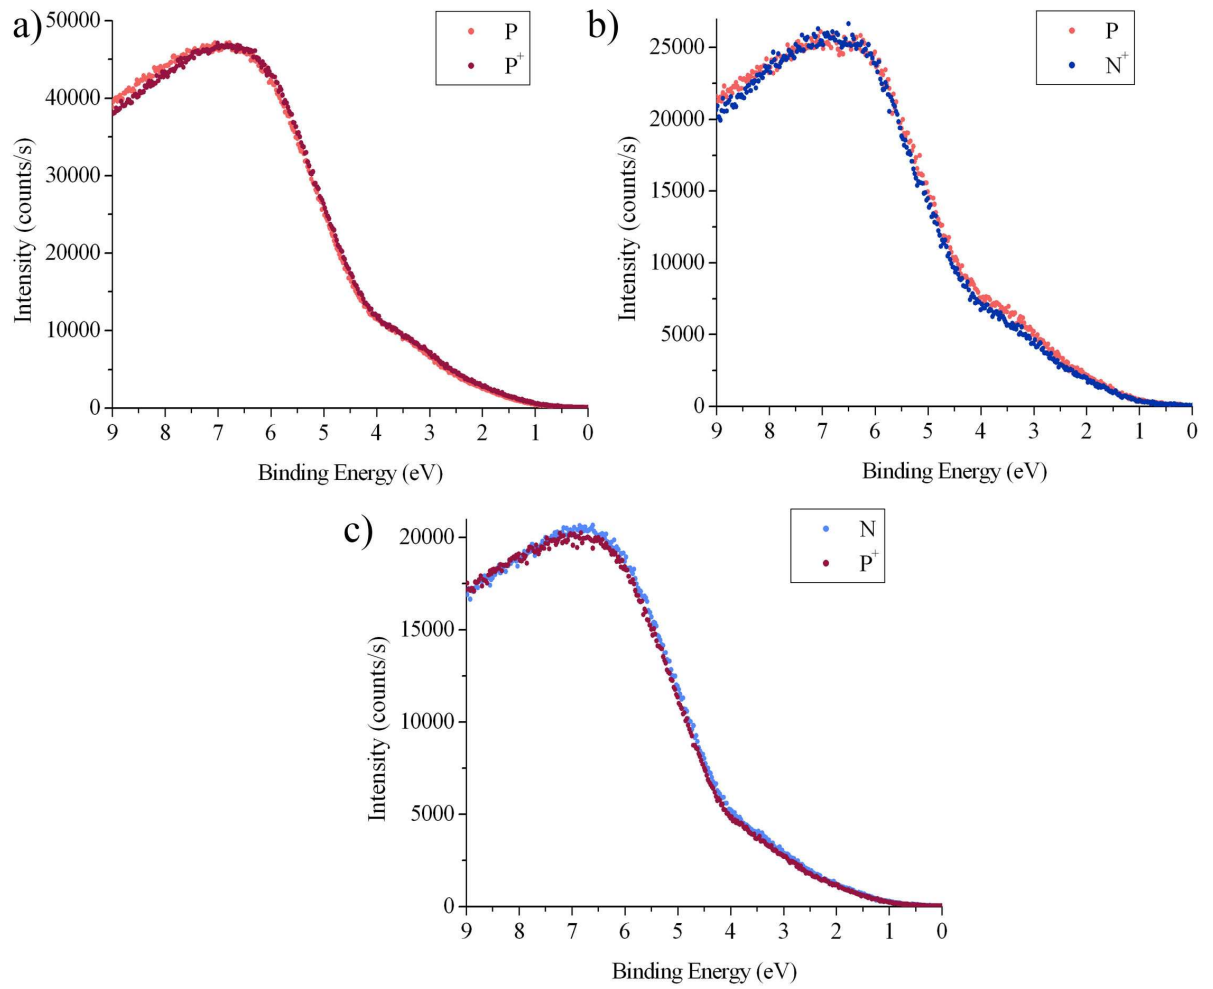 a)
50000
40000
30000
20000
10000
0
Intensity (counts/s)
9 8 7 6 5 4 3 2 1 0
Binding Energy (eV)
P
P+
b)
25000
20000
15000
10000
5000
0
Intensity (counts/s)
9 8 7 6 5 4 3 2 1 0
Binding Energy (eV)
P
N+
c)
20000
15000
10000
5000
0
Intensity (counts/s)
9 8 7 6 5 4 3 2 1 0
Binding Energy (eV)
N
P+